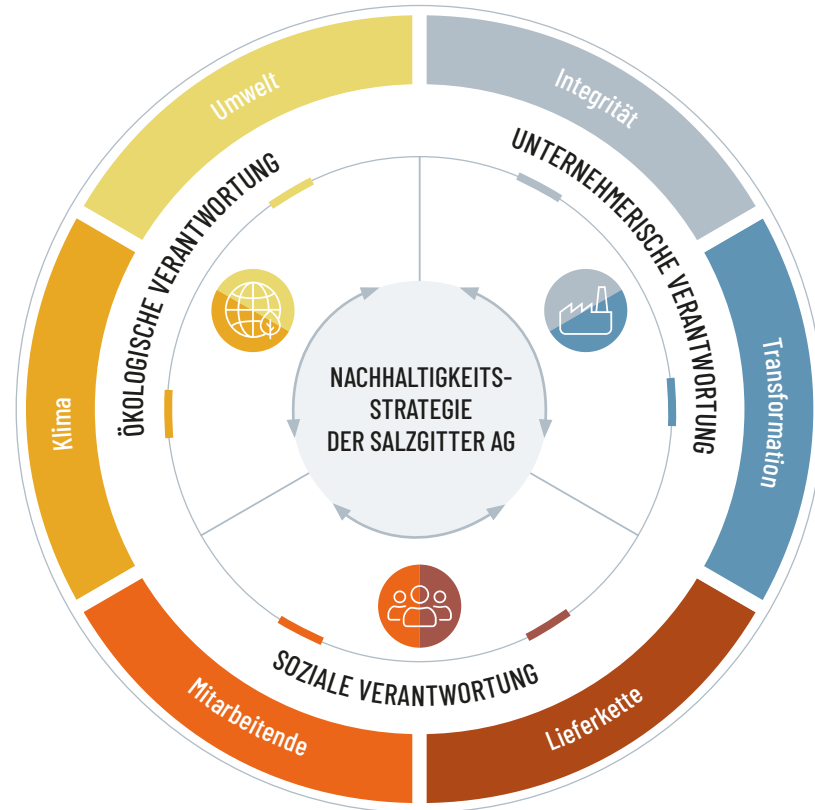 Umwelt
Integrität
ÖKOLOGISCHE VERANTWORTUNG
UNTERNEHMERISCHE VERANTWORTUNG
Klima
NACHHALTIGKEITS-
STRATEGIE
DER SALZGITTER AG
Transformation
SOZIALE VERANTWORTUNG
Mitarbeitende
Lieferkette